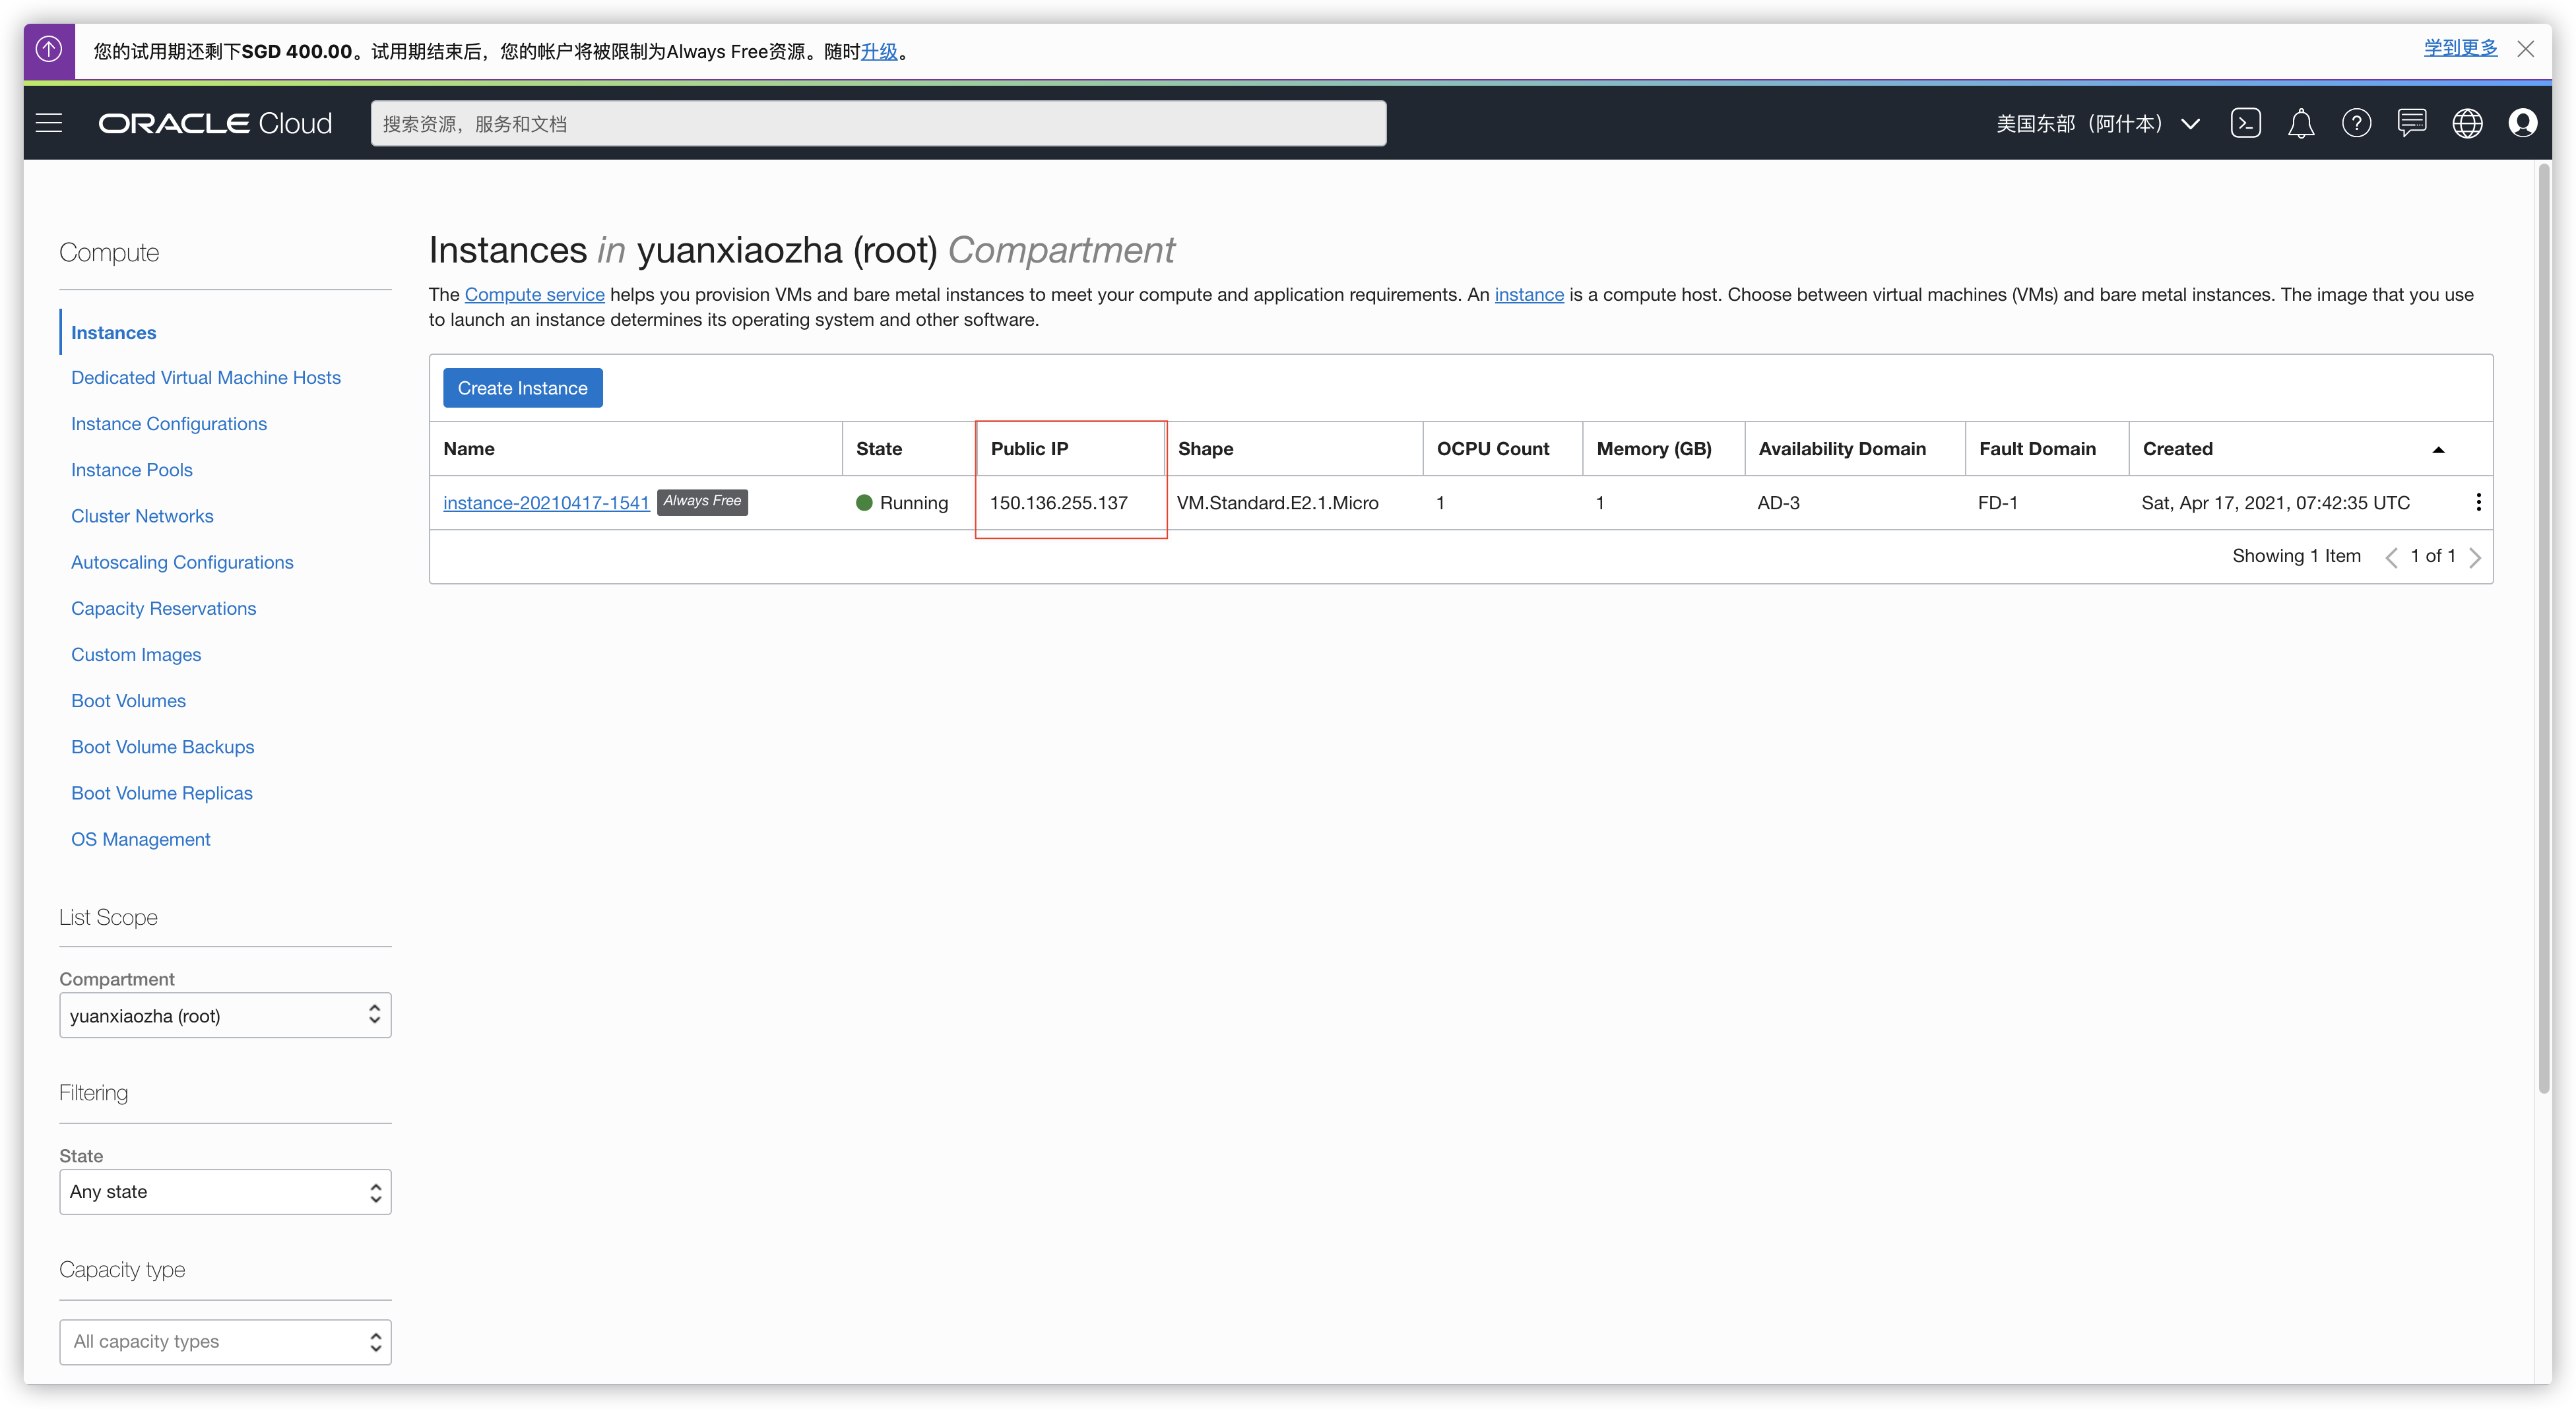 您的试用期还剩下SGD 400.00。试用期结束后，您的帐户将被限制为Always Free资源。随时升级。
学到更多
ORACLE Cloud
搜索资源，服务和文档
美国东部（阿什本）
Compute
Instances
Dedicated Virtual Machine Hosts
Instance Configurations
Instance Pools
Cluster Networks
Autoscaling Configurations
Capacity Reservations
Custom Images
Boot Volumes
Boot Volume Backups
Boot Volume Replicas
OS Management
List Scope
Compartment
yuanxiaozha (root)
Filtering
State
Any state
Capacity type
All capacity types
Instances in yuanxiaozha (root) Compartment
The Compute service helps you provision VMs and bare metal instances to meet your compute and application requirements. An instance is a compute host. Choose between virtual machines (VMs) and bare metal instances. The image that you use
to launch an instance determines its operating system and other software.
Create Instance
Name State Public IP Shape OCPU Count Memory (GB) Availability Domain Fault Domain Created
instance-20210417-1541 Always Free Running 150.136.255.137 VM.Standard.E2.1.Micro 1 1 AD-3 FD-1 Sat, Apr 17, 2021, 07:42:35 UTC
Showing 1 Item 1 of 1